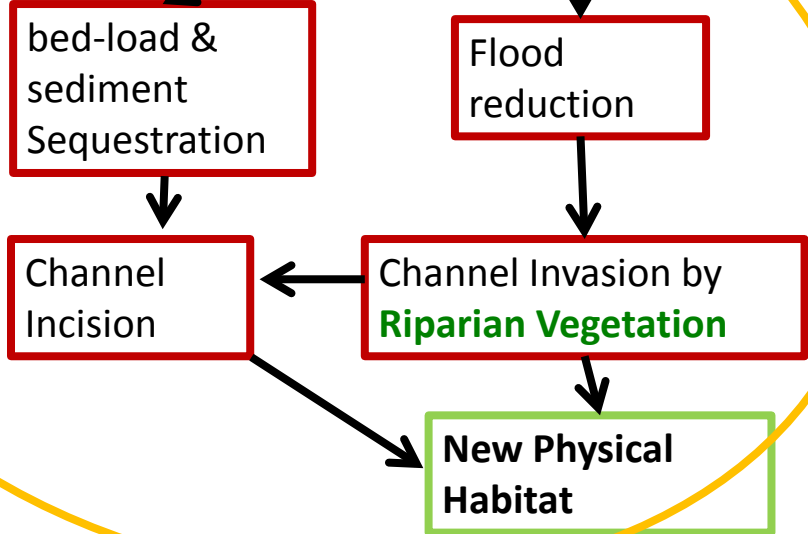 bed-load &
sediment
Sequestration
Flood
reduction
Channel
Incision
Channel Invasion by
Riparian Vegetation
New Physical
Habitat